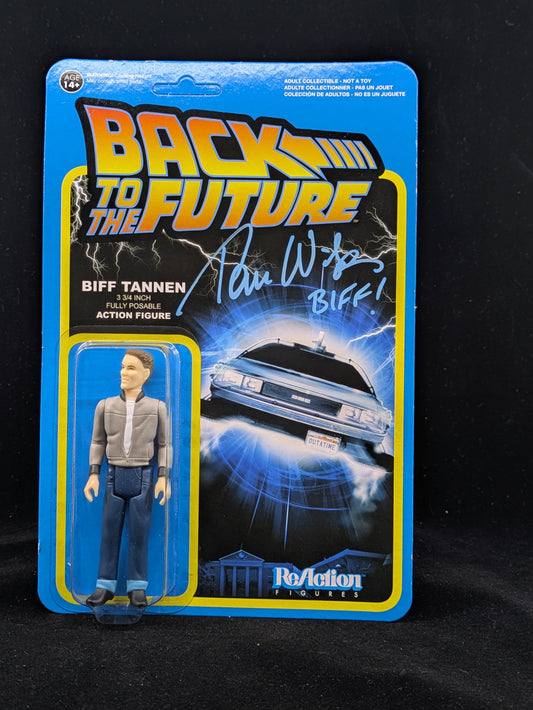 AGE
14+
ADULT COLLECTIBLE - NOT A TOY
ADULTE COLLECTIONNER - PAS UN JOUET
COLECCIÓN DE ADULTOS - NO ES UN JUGUETE
BACK
TO THE FUTURE
BIFF TANNEN
3 3/4 INCH
FULLY POSABLE
ACTION FIGURE
BIFF!
OUTATIME
ReAction
FIGURES